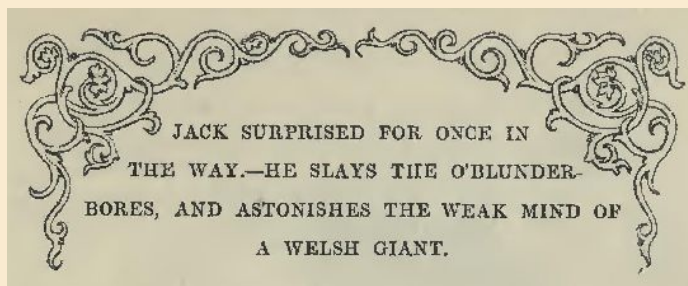 JACK SURPRISED FOR ONCE IN
THE WAY.—HE SLAYS THE O'BLUNDER-
BORES, AND ASTONISHES THE WEAK MIND OF
A WELSH GIANT.